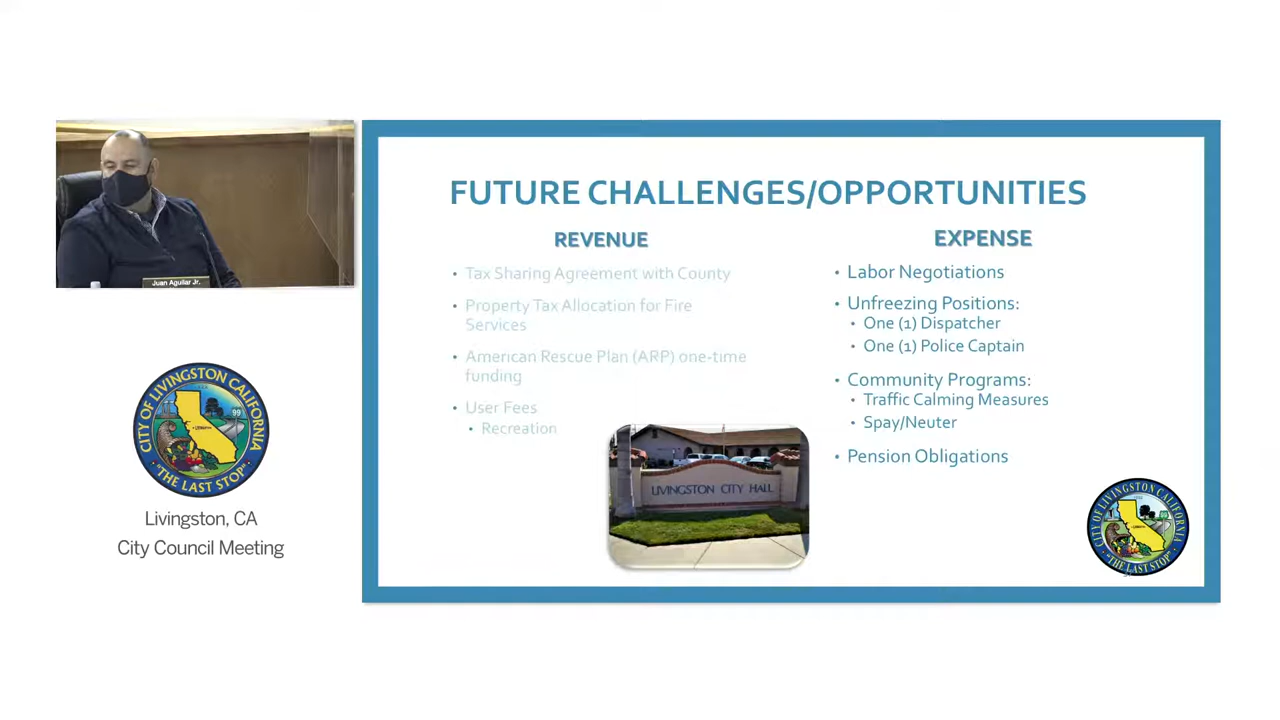 Juan Aguilar Jr.
CITY OF LIVINGSTON CALIFORNIA
99
"THE LAST STOP"
Livingston, CA
City Council Meeting
FUTURE CHALLENGES/OPPORTUNITIES
REVENUE
• Tax Sharing Agreement with County
• Property Tax Allocation for Fire
Services
• American Rescue Plan (ARP) one-time
funding
• User Fees
• Recreation
LIVINGSTON CITY HALL
EXPENSE
• Labor Negotiations
• Unfreezing Positions:
• One (1) Dispatcher
• One (1) Police Captain
• Community Programs:
• Traffic Calming Measures
• Spay/Neuter
• Pension Obligations
CITY OF LIVINGSTON CALIFORNIA
"THE LAST STOP"